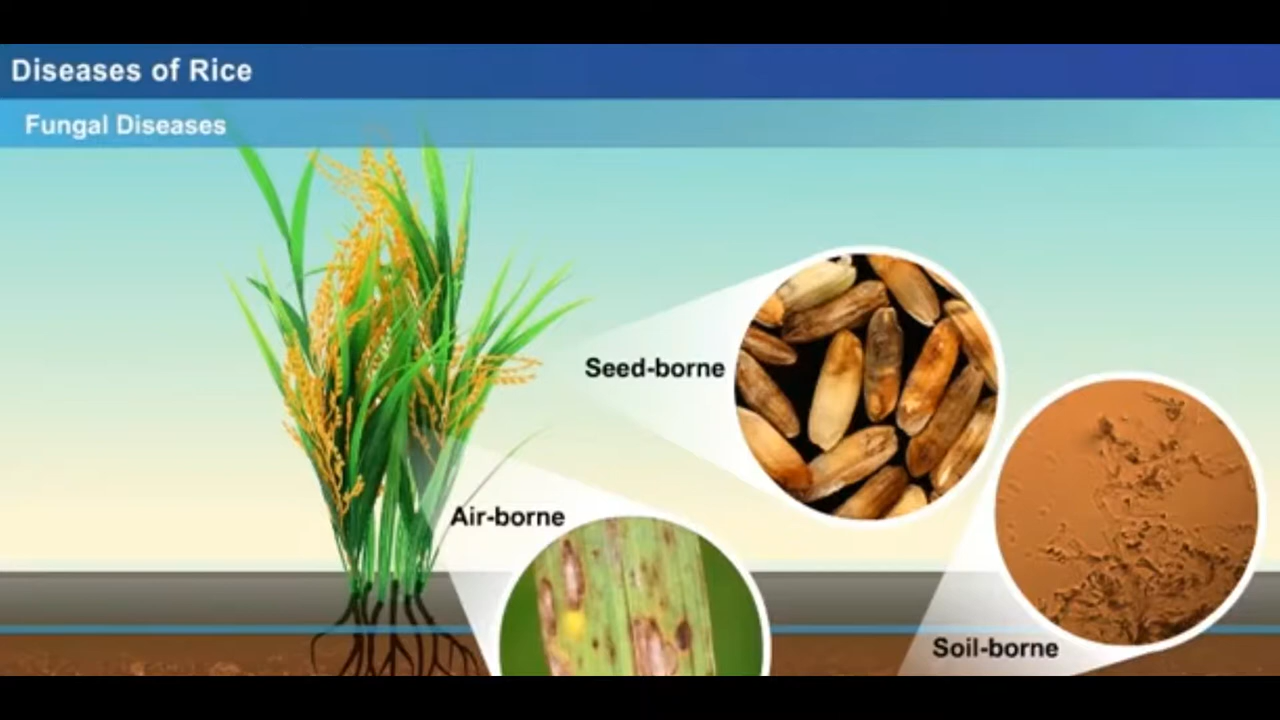 Diseases of Rice
Fungal Diseases
Seed-borne
Air-borne
Soil-borne